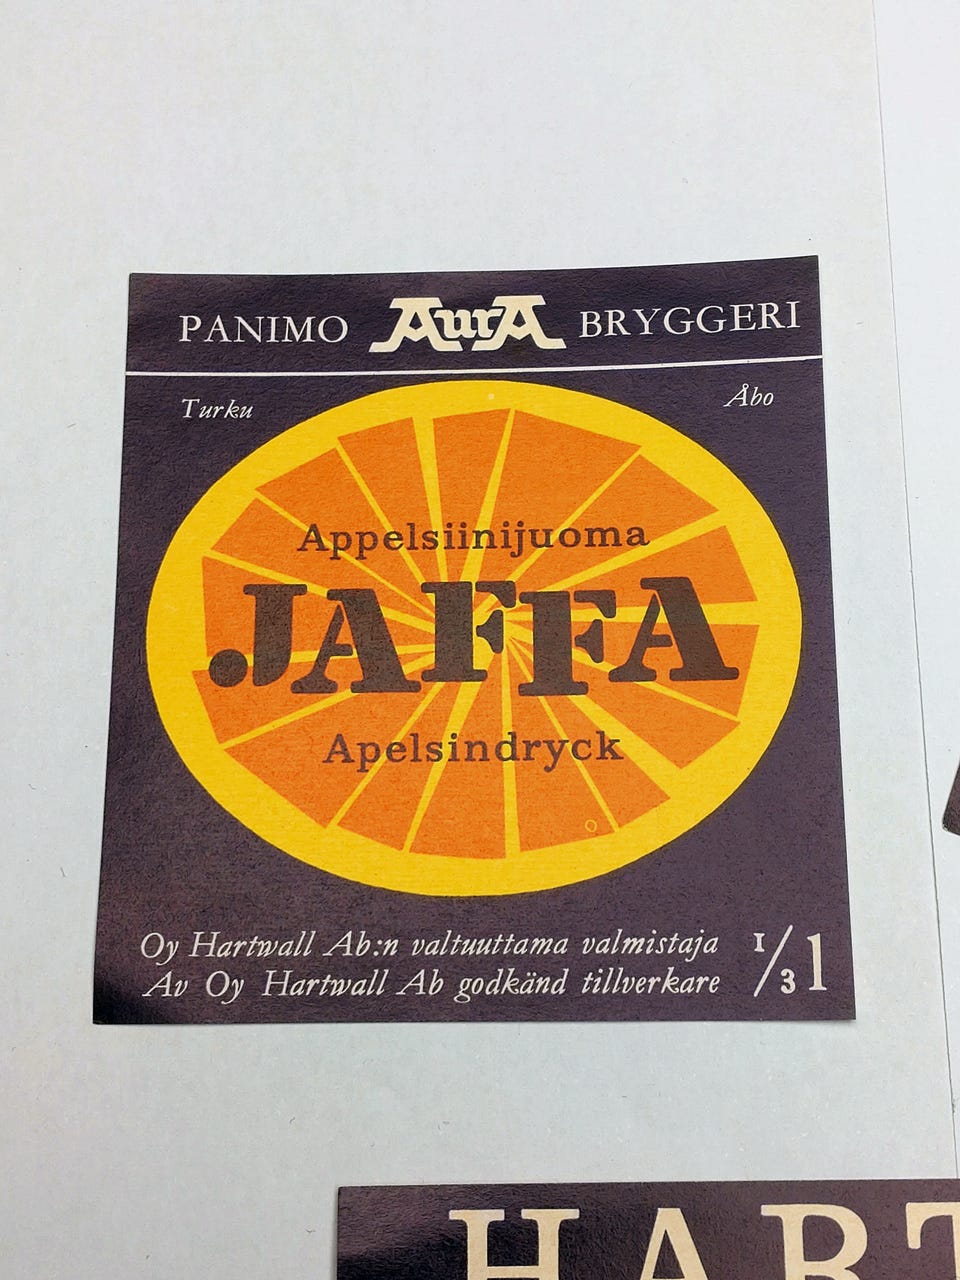 PANIMO AurA BRYGGERI
Turku Åbo
Appelsiinijuoma
JAFFA
Apelsindryck
Oy Hartwall Ab:n valtuuttama valmistaja
Av Oy Hartwall Ab godkänd tillverkare
1/3 l
HART